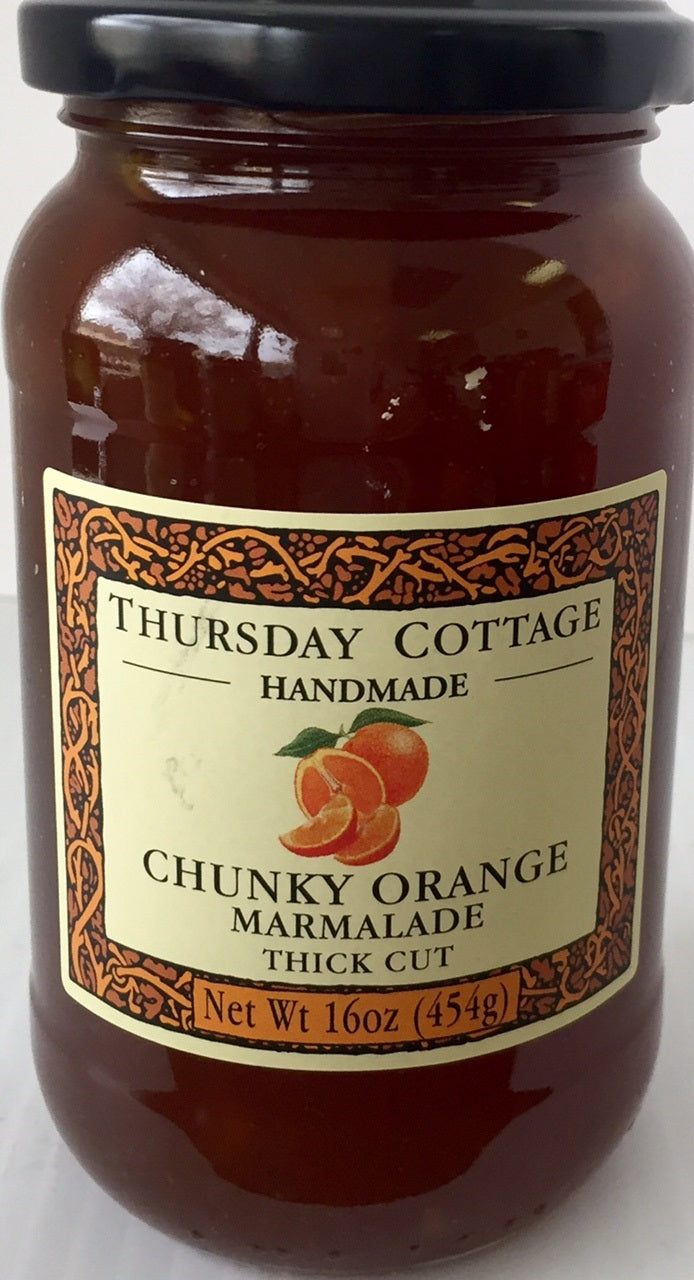 THURSDAY COTTAGE
HANDMADE
CHUNKY ORANGE
MARMALADE
THICK CUT
Net Wt 16oz (454g)